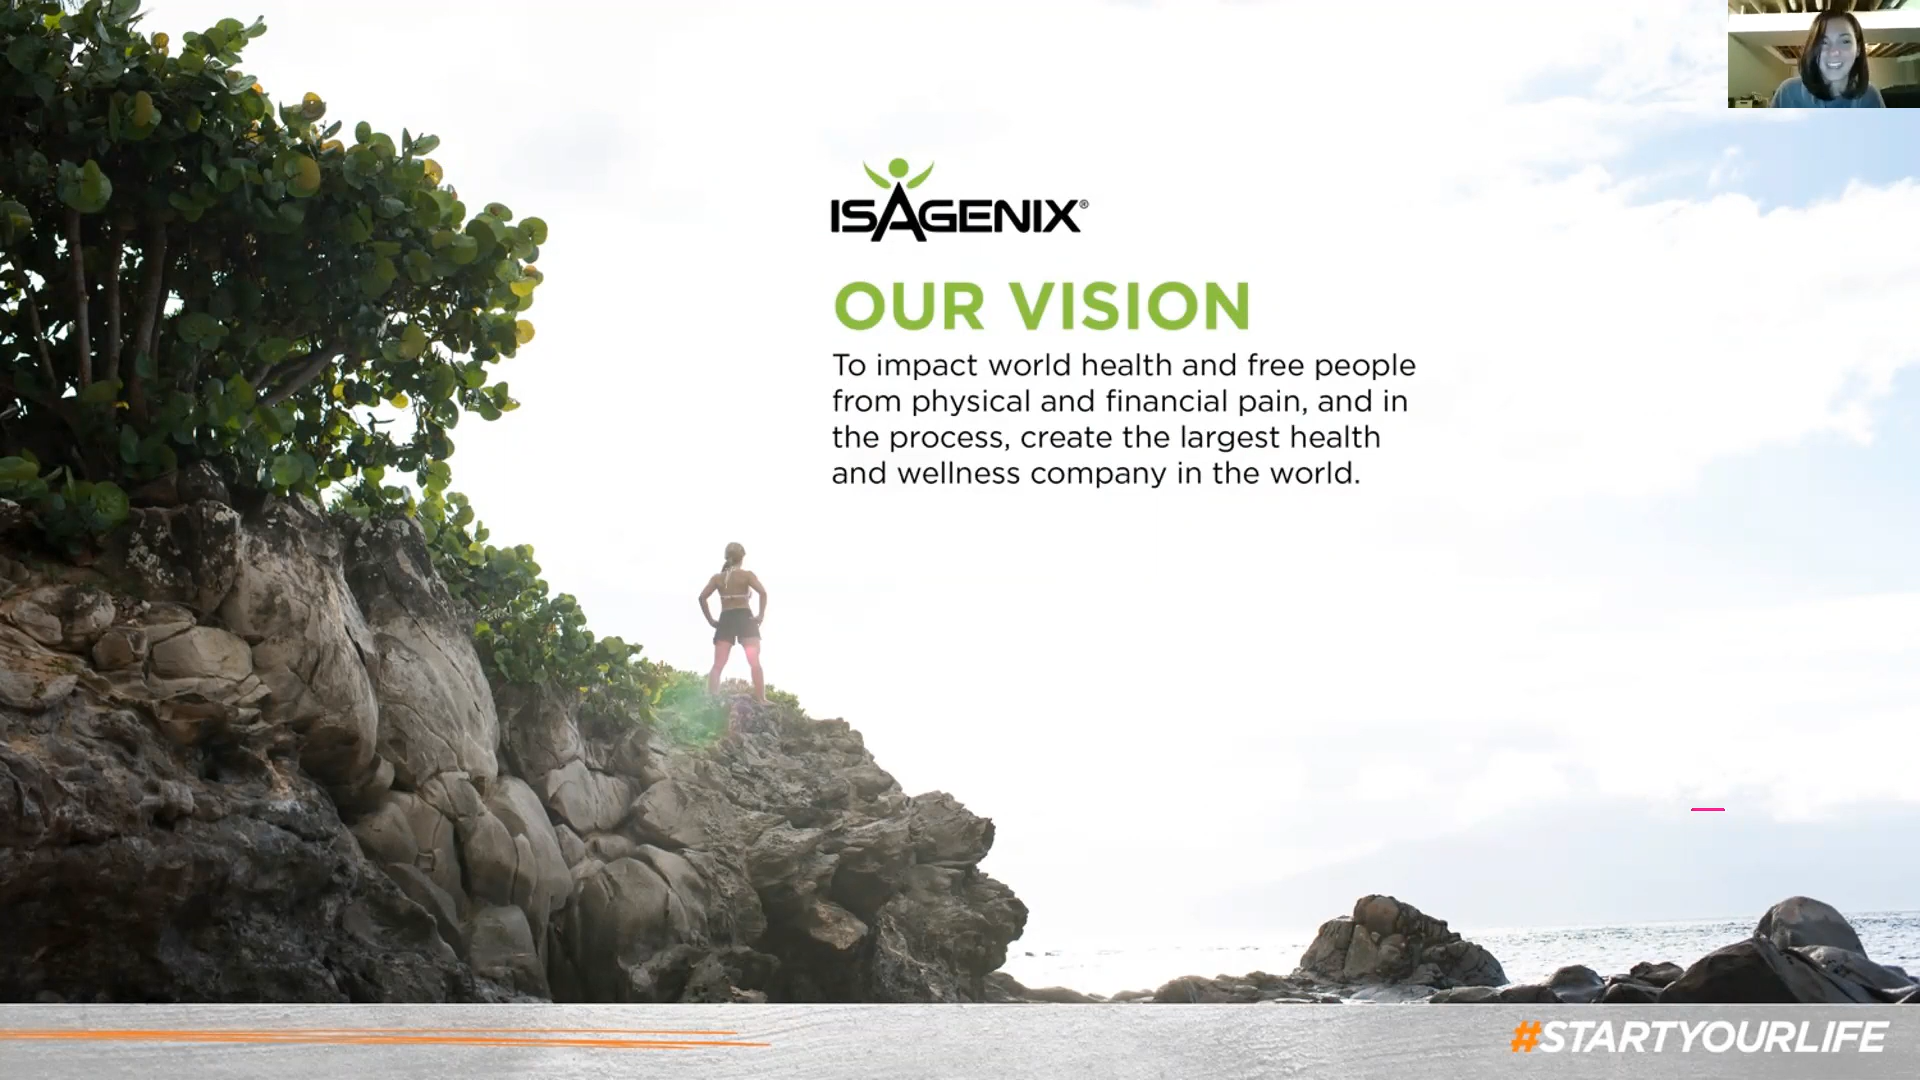 ISAGENIX®
OUR VISION
To impact world health and free people
from physical and financial pain, and in
the process, create the largest health
and wellness company in the world.
#STARTYOURLIFE